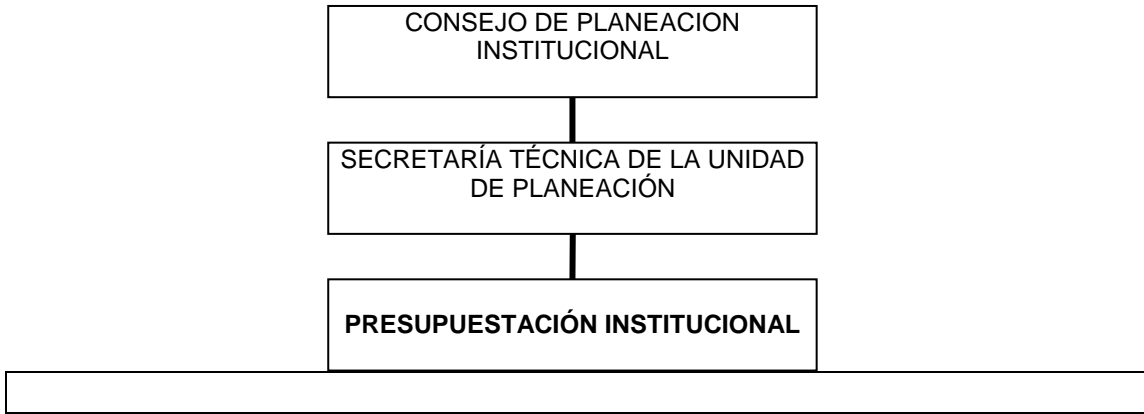 CONSEJO DE PLANEACION
INSTITUCIONAL
SECRETARÍA TÉCNICA DE LA UNIDAD
DE PLANEACIÓN
PRESUPUESTACIÓN INSTITUCIONAL